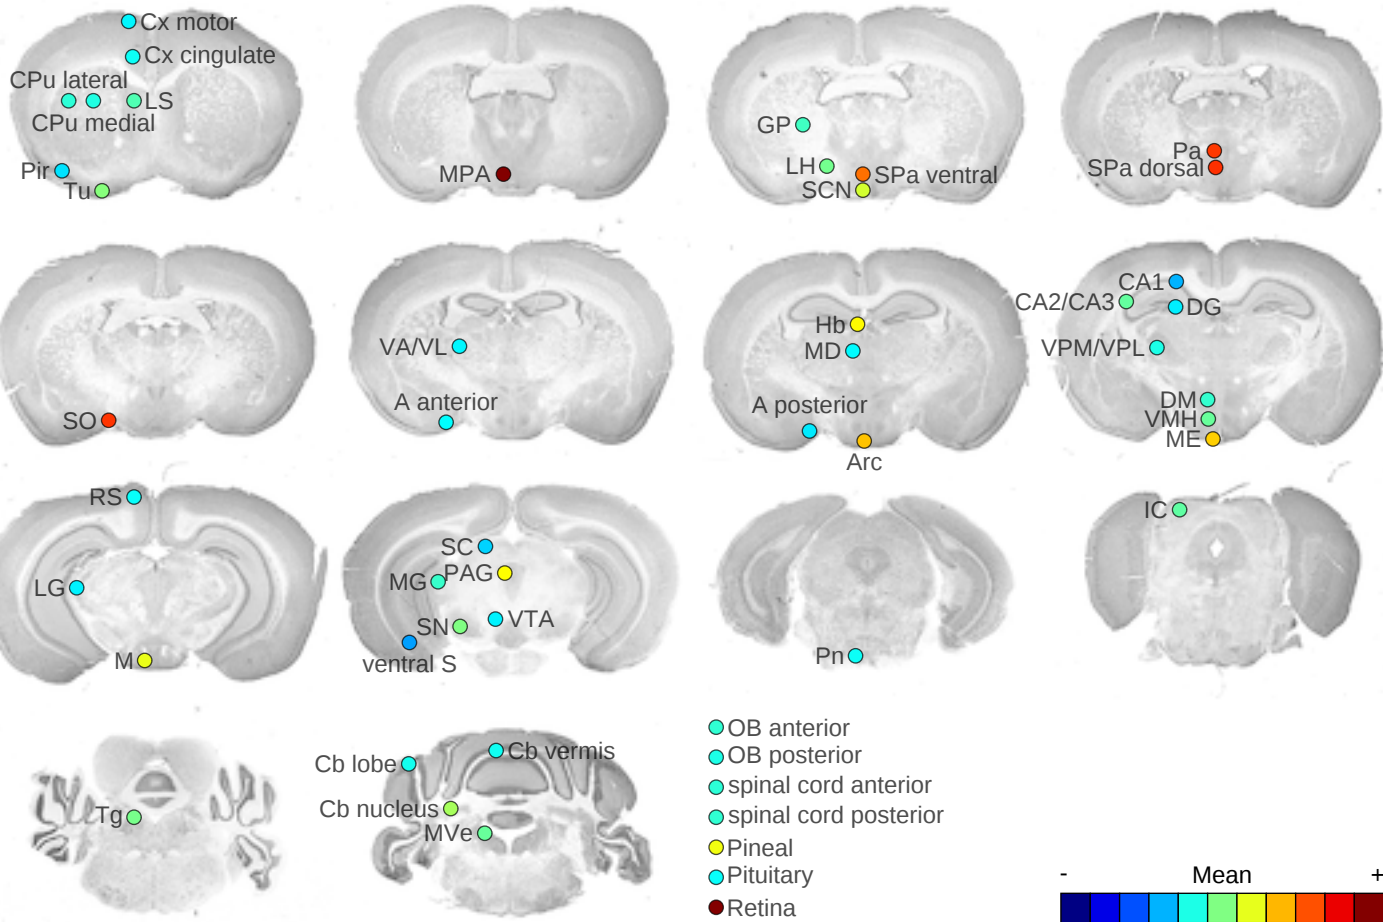 Cx motor
Cx cingulate
CPu lateral
LS
CPu medial
Pir
Tu
MPA
GP
LH
SPa ventral
SCN
Pa
SPa dorsal
SO
VA/VL
A anterior
Hb
MD
A posterior
Arc
CA1
CA2/CA3
DG
VPM/VPL
DM
VMH
ME
RS
LG
M
SC
MG
PAG
SN
VTA
ventral S
Pn
IC
Tg
Cb lobe
Cb vermis
Cb nucleus
MVe
OB anterior
OB posterior
spinal cord anterior
spinal cord posterior
Pineal
Pituitary
Retina
- Mean +